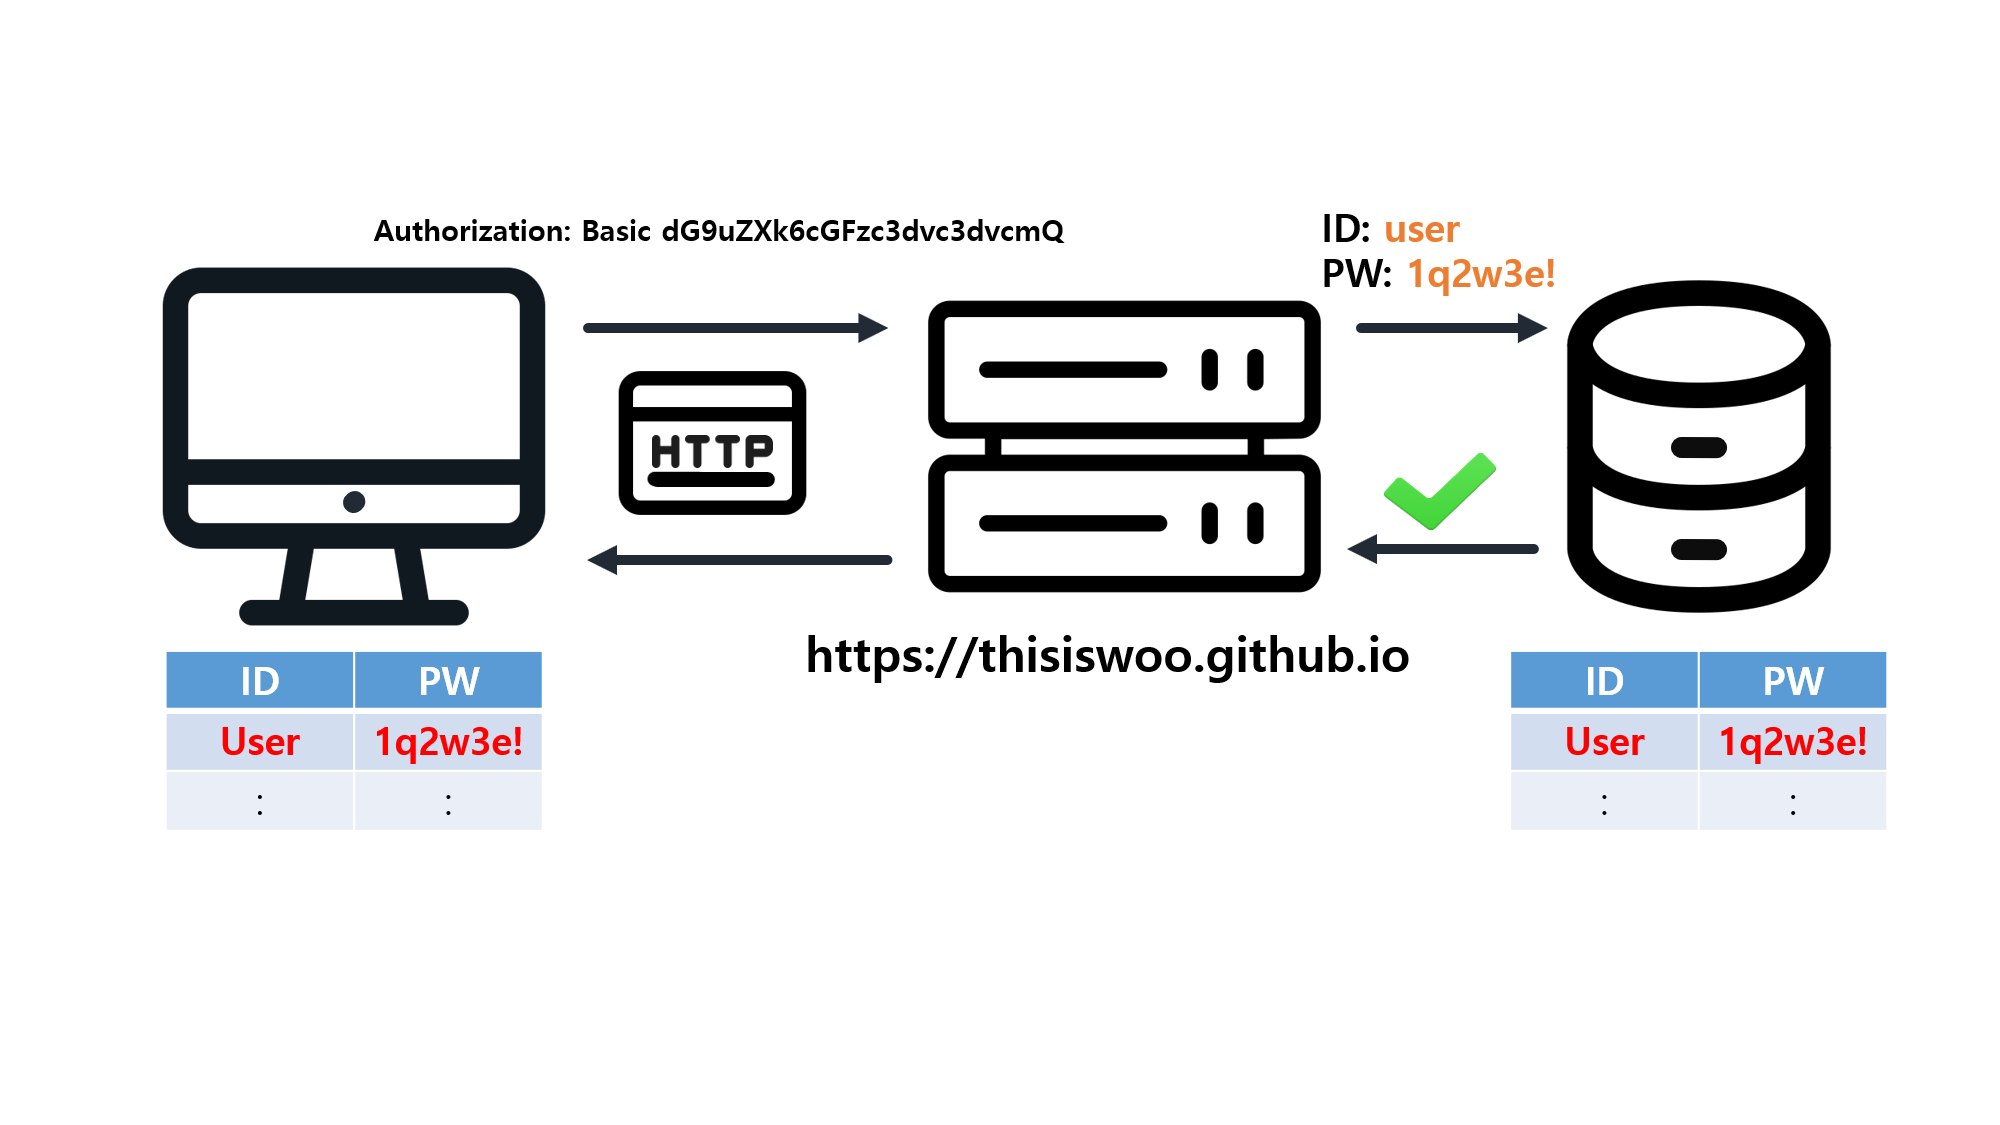 Authorization: Basic dG9uZXk6cGFzc3dvc3dvcmQ
ID: user
PW: 1q2w3e!
HTTP
https://thisiswoo.github.io
ID PW
User 1q2w3e!
: :
ID PW
User 1q2w3e!
: :